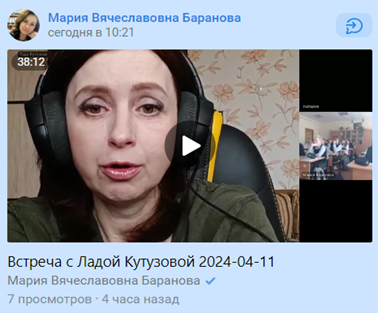 Мария Вячеславовна Баранова
сегодня в 10:21
38:12
Встреча с Ладой Кутузовой 2024-04-11
Мария Вячеславовна Баранова
7 просмотров · 4 часа назад